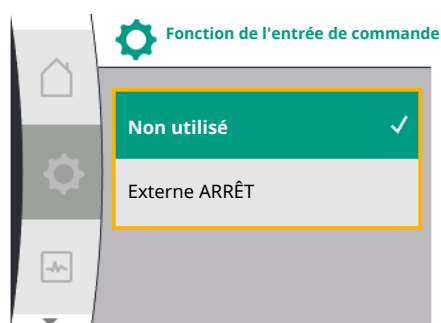 Fonction de l'entrée de commande
Non utilisé
Externe ARRÊT